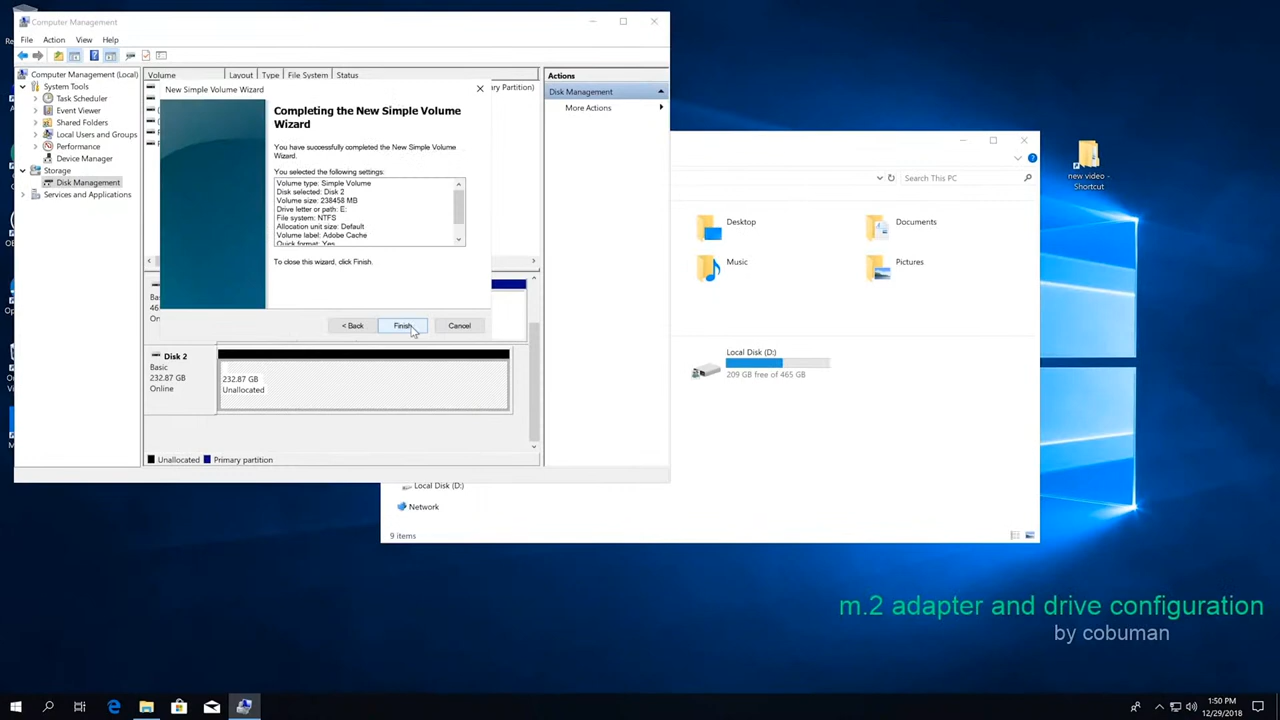 Computer Management
File Action View Help
Computer Management (Local)
System Tools
Task Scheduler
Event Viewer
Shared Folders
Local Users and Groups
Performance
Device Manager
Storage
Disk Management
Services and Applications
Volume Layout Type File System Status
ary Partition)
New Simple Volume Wizard
Completing the New Simple Volume
Wizard
You have successfully completed the New Simple Volume
Wizard.
You selected the following settings:
Volume type: Simple Volume
Disk selected: Disk 2
Volume size: 238458 MB
Drive letter or path: E:
File system: NTFS
Allocation unit size: Default
Volume label: Adobe Cache
Quick format: Yes
To close this wizard, click Finish.
< Back Finish Cancel
Disk 2
Basic
232.87 GB
Online
232.87 GB
Unallocated
Unallocated Primary partition
Actions
Disk Management
More Actions
Search This PC
Desktop
Documents
Music
Pictures
Local Disk (D:)
209 GB free of 465 GB
Local Disk (D:)
Network
9 items
new video -
Shortcut
m.2 adapter and drive configuration
by cobuman
1:50 PM
12/29/2018